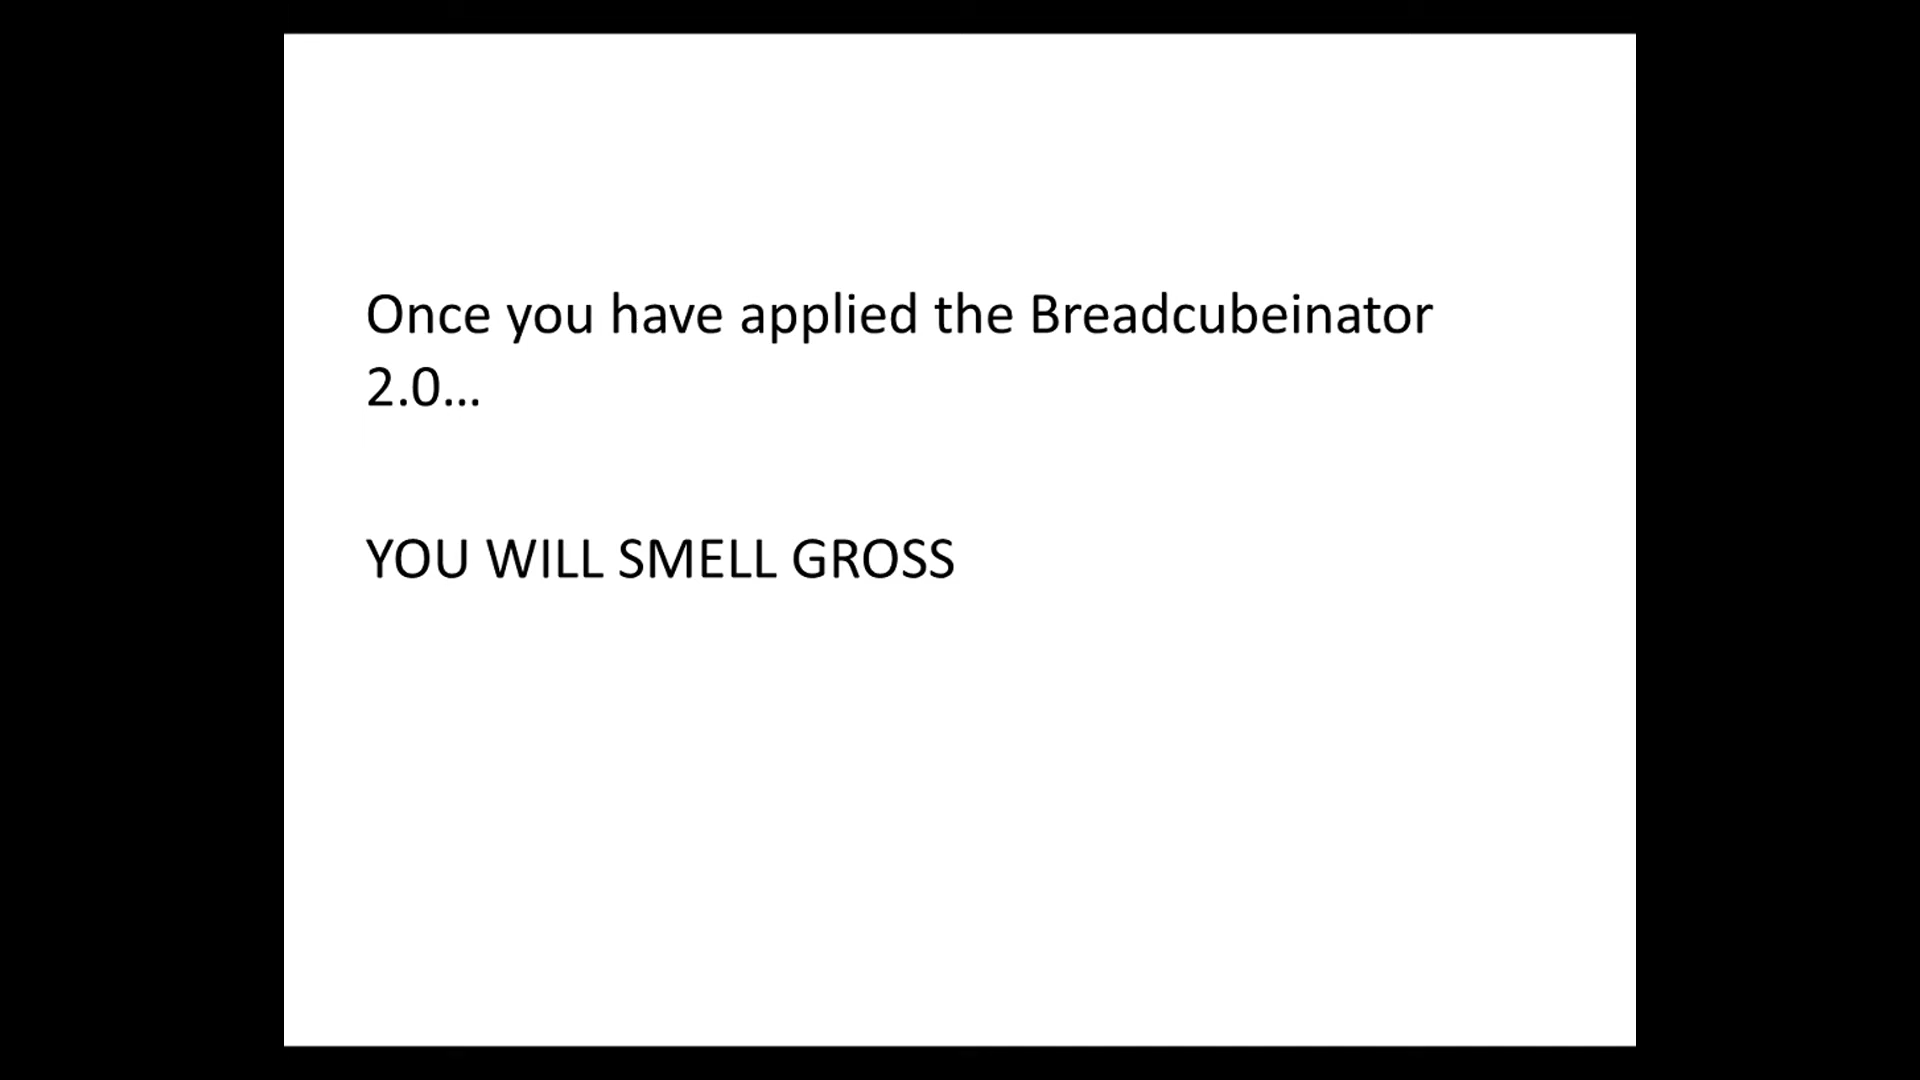 Once you have applied the Breadcubeinator
2.0...
YOU WILL SMELL GROSS